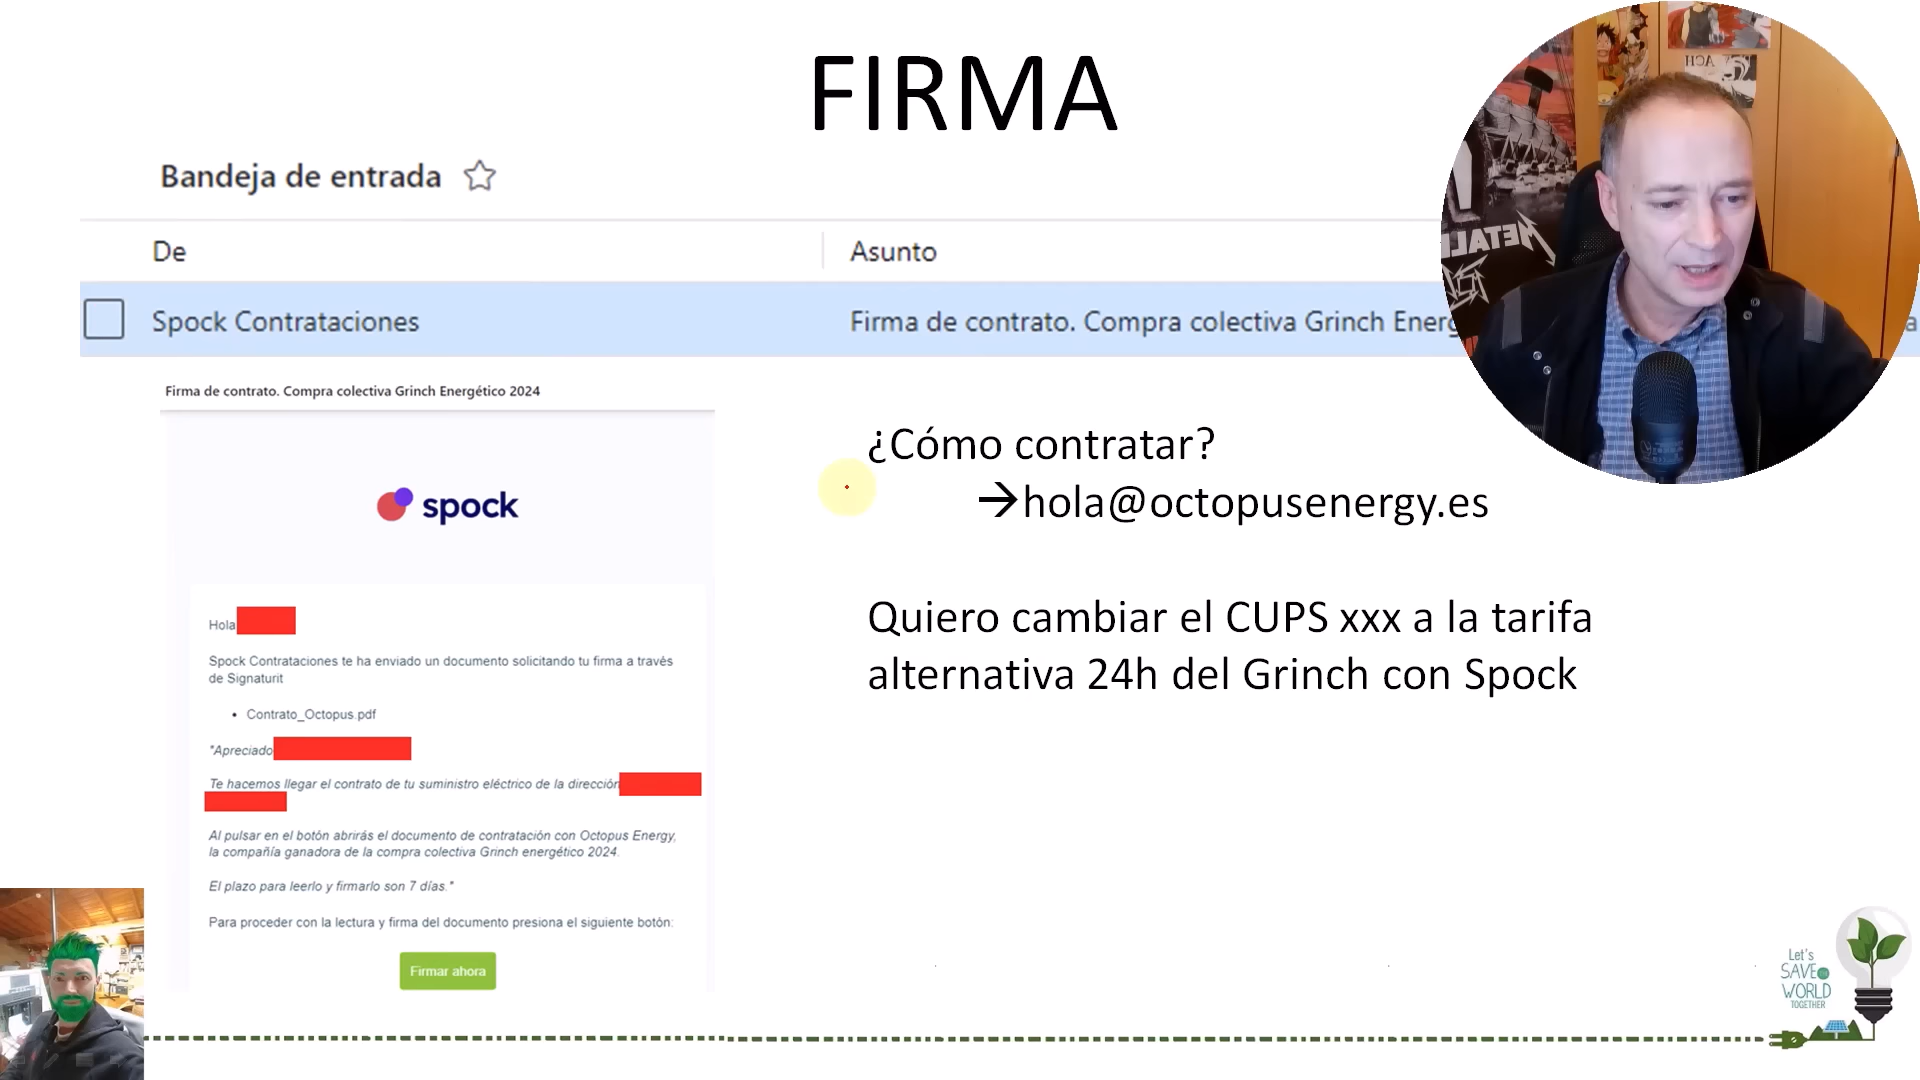 FIRMA
Bandeja de entrada
De
Asunto
Spock Contrataciones
Firma de contrato. Compra colectiva Grinch Energ
a
Firma de contrato. Compra colectiva Grinch Energético 2024
spock
Hola
Spock Contrataciones te ha enviado un documento solicitando tu firma a través
de Signaturit
• Contrato_Octopus.pdf
*Apreciado
Te hacemos llegar el contrato de tu suministro eléctrico de la dirección
Al pulsar en el botón abrirás el documento de contratación con Octopus Energy,
la compañía ganadora de la compra colectiva Grinch energético 2024.
El plazo para leerlo y firmarlo son 7 días.*
Para proceder con la lectura y firma del documento presiona el siguiente botón:
Firmar ahora
¿Cómo contratar?
→hola@octopusenergy.es
Quiero cambiar el CUPS xxx a la tarifa
alternativa 24h del Grinch con Spock
Let's
SAVE
WORLD
TOGETHER